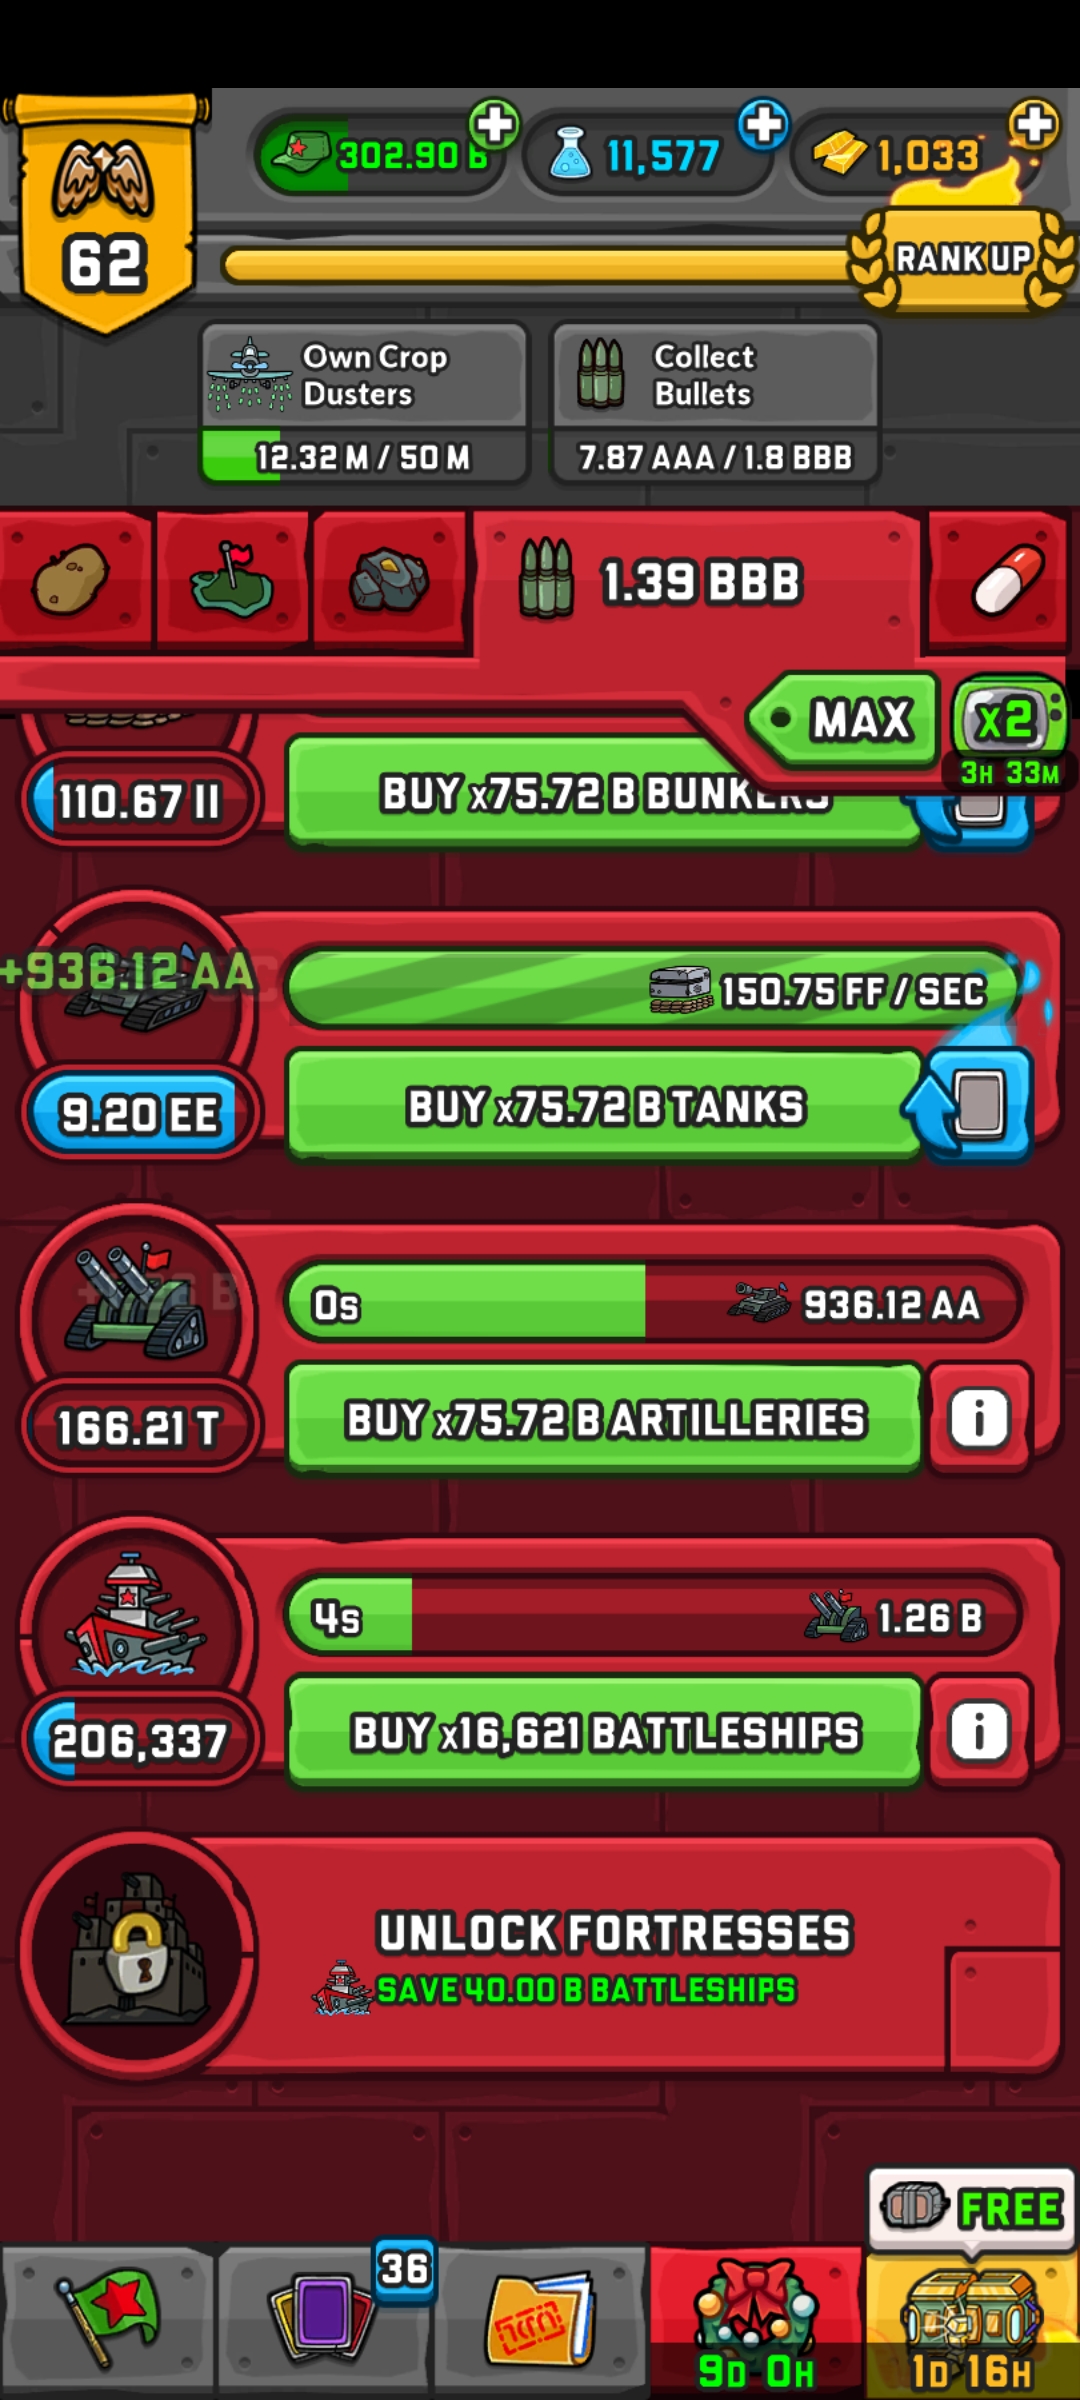 302.90 B
11,577
1,033
62
RANK UP
Own Crop
Dusters
12.32 M / 50 M
Collect
Bullets
7.87 AAA / 1.8 BBB
1.39 BBB
MAX
x2
3H 33M
110.67 II
BUY x75.72 B BUNKERS
+936.12 AA
150.75 FF / SEC
9.20 EE
BUY x75.72 B TANKS
0s
936.12 AA
166.21 T
BUY x75.72 B ARTILLERIES
4s
1.26 B
206,337
BUY x16,621 BATTLESHIPS
UNLOCK FORTRESSES
SAVE 40.00 B BATTLESHIPS
FREE
36
9D 0H
1D 16H